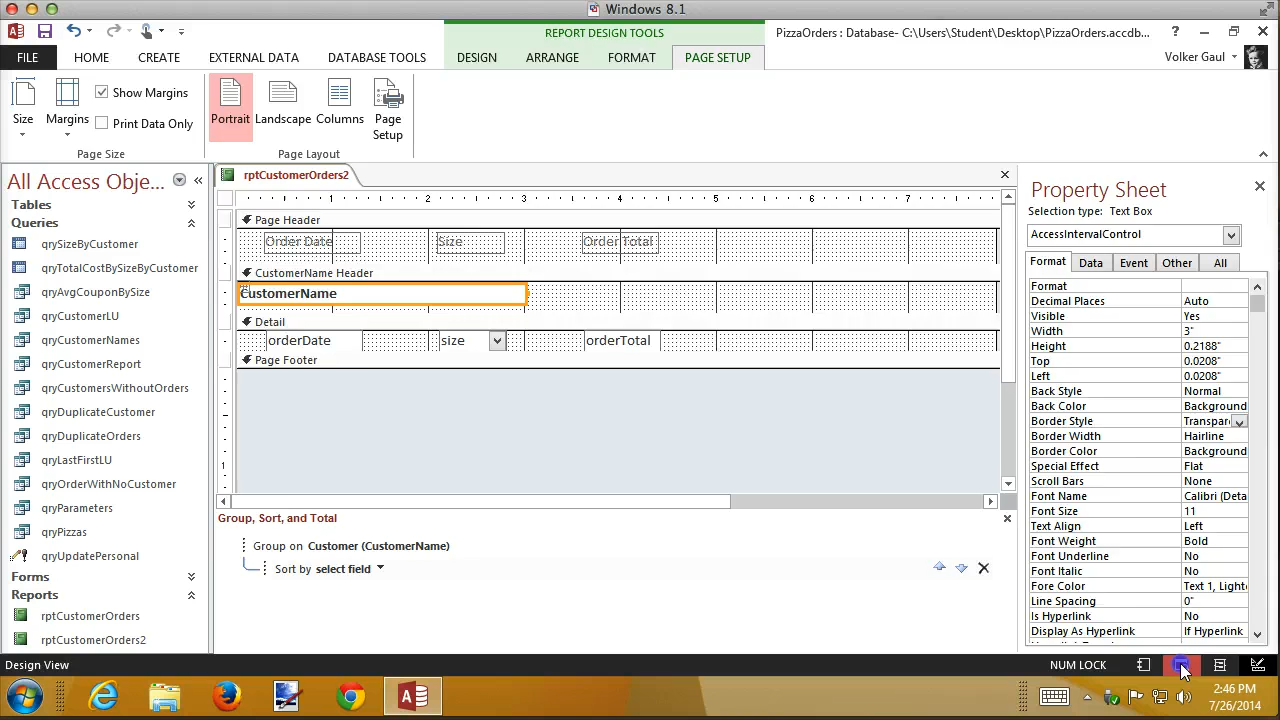 Windows 8.1
REPORT DESIGN TOOLS
PizzaOrders : Database- C:\Users\Student\Desktop\PizzaOrders.accdb...
?
FILE
HOME
CREATE
EXTERNAL DATA
DATABASE TOOLS
DESIGN
ARRANGE
FORMAT
PAGE SETUP
Volker Gaul
Size
Margins
Show Margins
Print Data Only
Page Size
Portrait
Landscape
Columns
Page Setup
Page Layout
All Access Obje...
Tables
Queries
qrySizeByCustomer
qryTotalCostBySizeByCustomer
qryAvgCouponBySize
qryCustomerLU
qryCustomerNames
qryCustomerReport
qryCustomersWithoutOrders
qryDuplicateCustomer
qryDuplicateOrders
qryLastFirstLU
qryOrderWithNoCustomer
qryParameters
qryPizzas
qryUpdatePersonal
Forms
Reports
rptCustomerOrders
rptCustomerOrders2
rptCustomerOrders2
1 2 3 4 5 6 7
Page Header
Order Date Size Order Total
CustomerName Header
CustomerName
Detail
orderDate size orderTotal
Page Footer
1
Group, Sort, and Total
Group on Customer (CustomerName)
Sort by select field
Property Sheet
Selection type: Text Box
AccessIntervalControl
Format Data Event Other All
Format
Decimal Places Auto
Visible Yes
Width 3"
Height 0.2188"
Top 0.0208"
Left 0.0208"
Back Style Normal
Back Color Background
Border Style Transpar
Border Width Hairline
Border Color Background
Special Effect Flat
Scroll Bars None
Font Name Calibri (Deta
Font Size 11
Text Align Left
Font Weight Bold
Font Underline No
Font Italic No
Fore Color Text 1, Light
Line Spacing 0"
Is Hyperlink No
Display As Hyperlink If Hyperlink
Design View
NUM LOCK
2:46 PM
7/26/2014